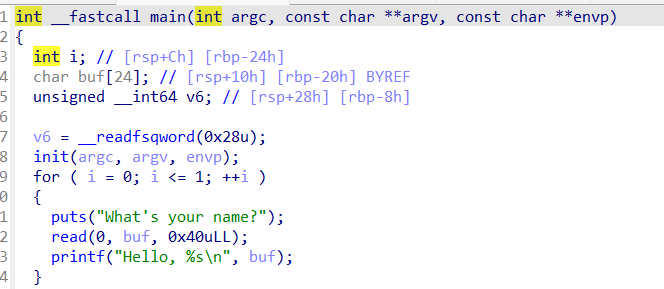 1 int __fastcall main(int argc, const char **argv, const char **envp)
2 {
3   int i; // [rsp+Ch] [rbp-24h]
4   char buf[24]; // [rsp+10h] [rbp-20h] BYREF
5   unsigned __int64 v6; // [rsp+28h] [rbp-8h]
6
7   v6 = __readfsqword(0x28u);
8   init(argc, argv, envp);
9   for ( i = 0; i <= 1; ++i )
0   {
1     puts("What's your name?");
2     read(0, buf, 0x40uLL);
3     printf("Hello, %s\n", buf);
4   }